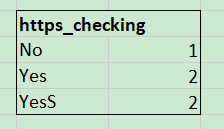 https_checking
No 1
Yes 2
YesS 2